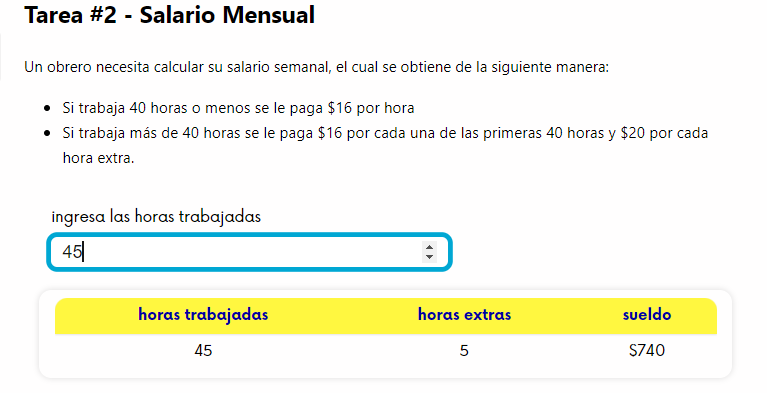 Tarea #2 - Salario Mensual
Un obrero necesita calcular su salario semanal, el cual se obtiene de la siguiente manera:
• Si trabaja 40 horas o menos se le paga $16 por hora
• Si trabaja más de 40 horas se le paga $16 por cada una de las primeras 40 horas y $20 por cada
hora extra.
ingresa las horas trabajadas
45
horas trabajadas horas extras sueldo
45 5 $740